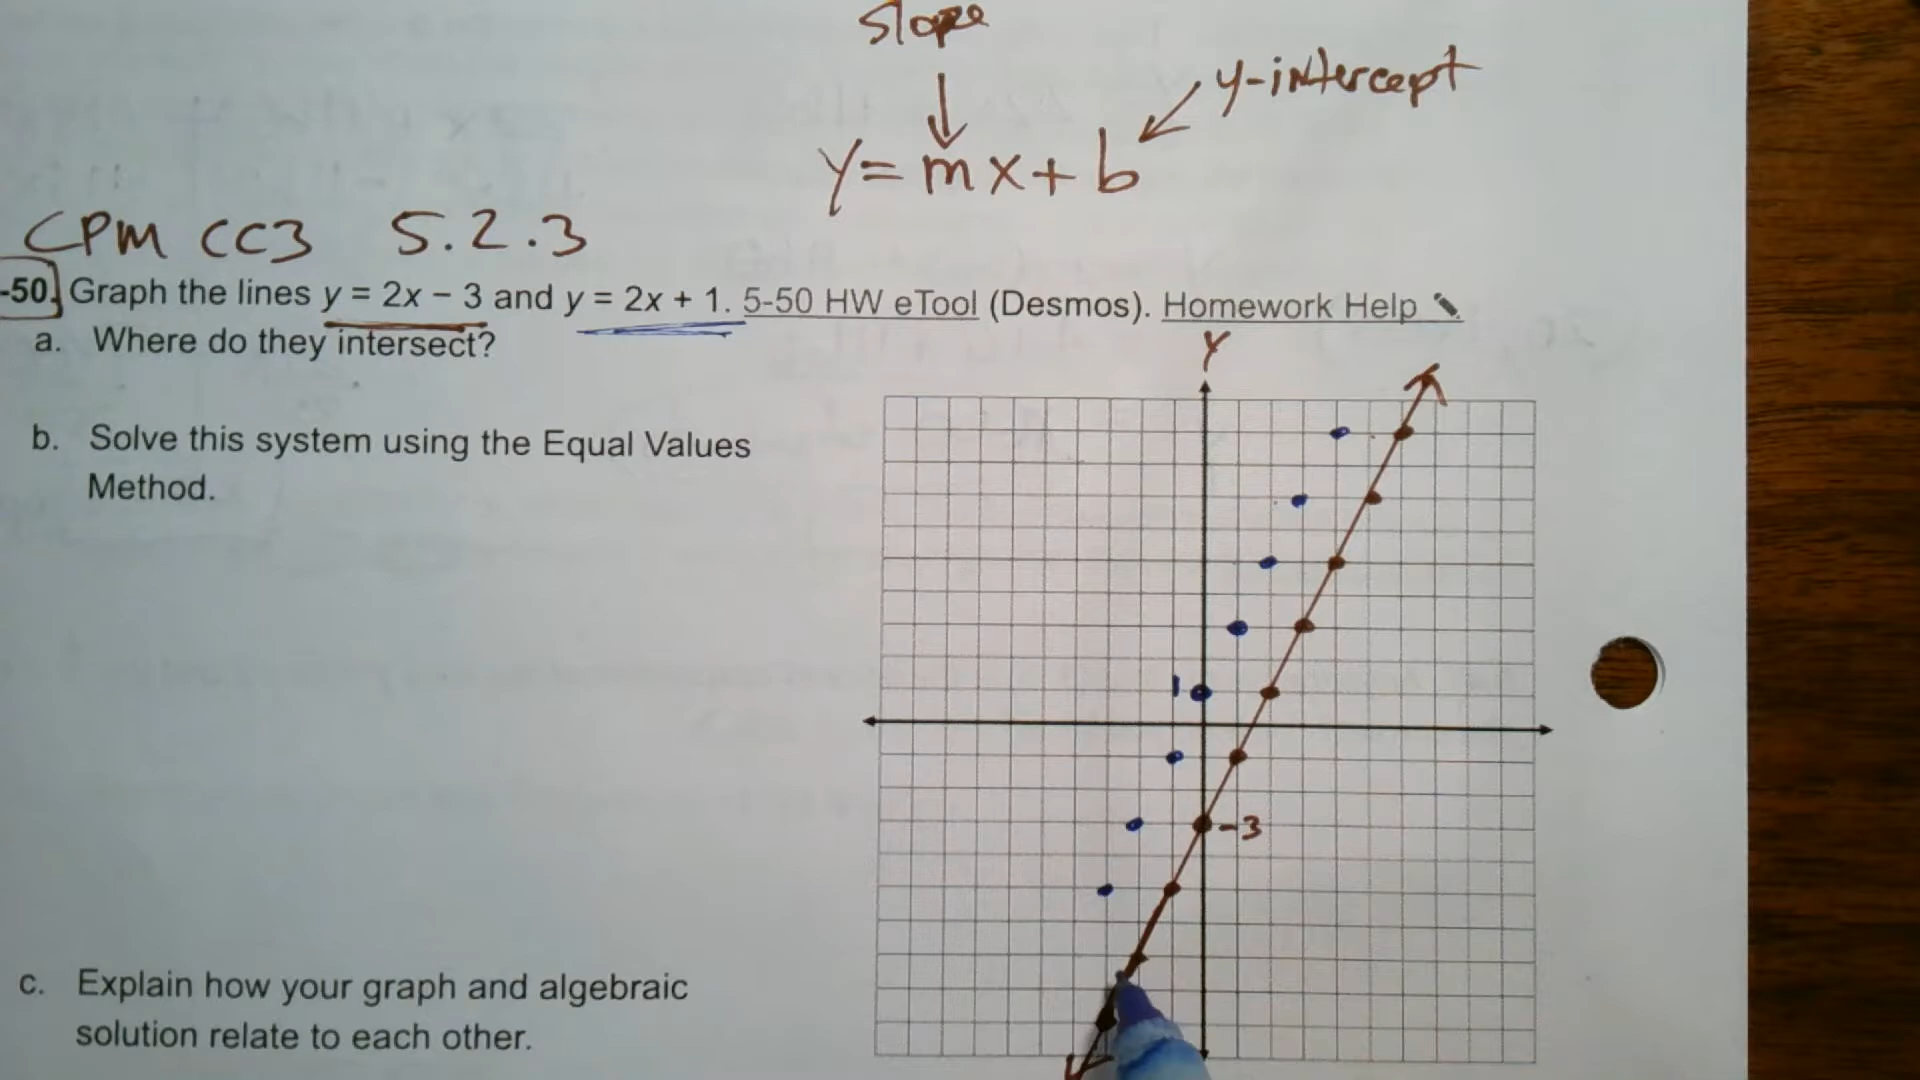 slope
y-intercept
y = mx + b
CPM CC3 5.2.3
-50. Graph the lines y = 2x − 3 and y = 2x + 1. 5-50 HW eTool (Desmos). Homework Help ✎.
a. Where do they intersect?
Y
b. Solve this system using the Equal Values
Method.
1
-3
c. Explain how your graph and algebraic
solution relate to each other.